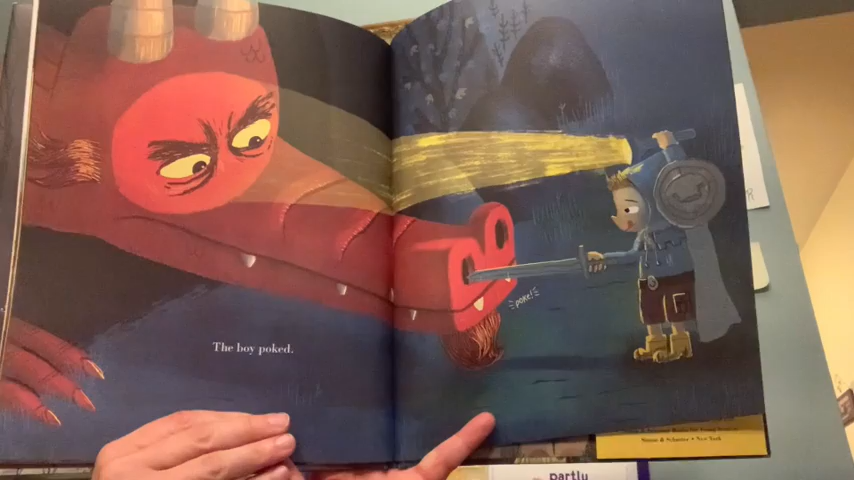 The boy poked.
poke!
Simon & Schuster • New York
partly